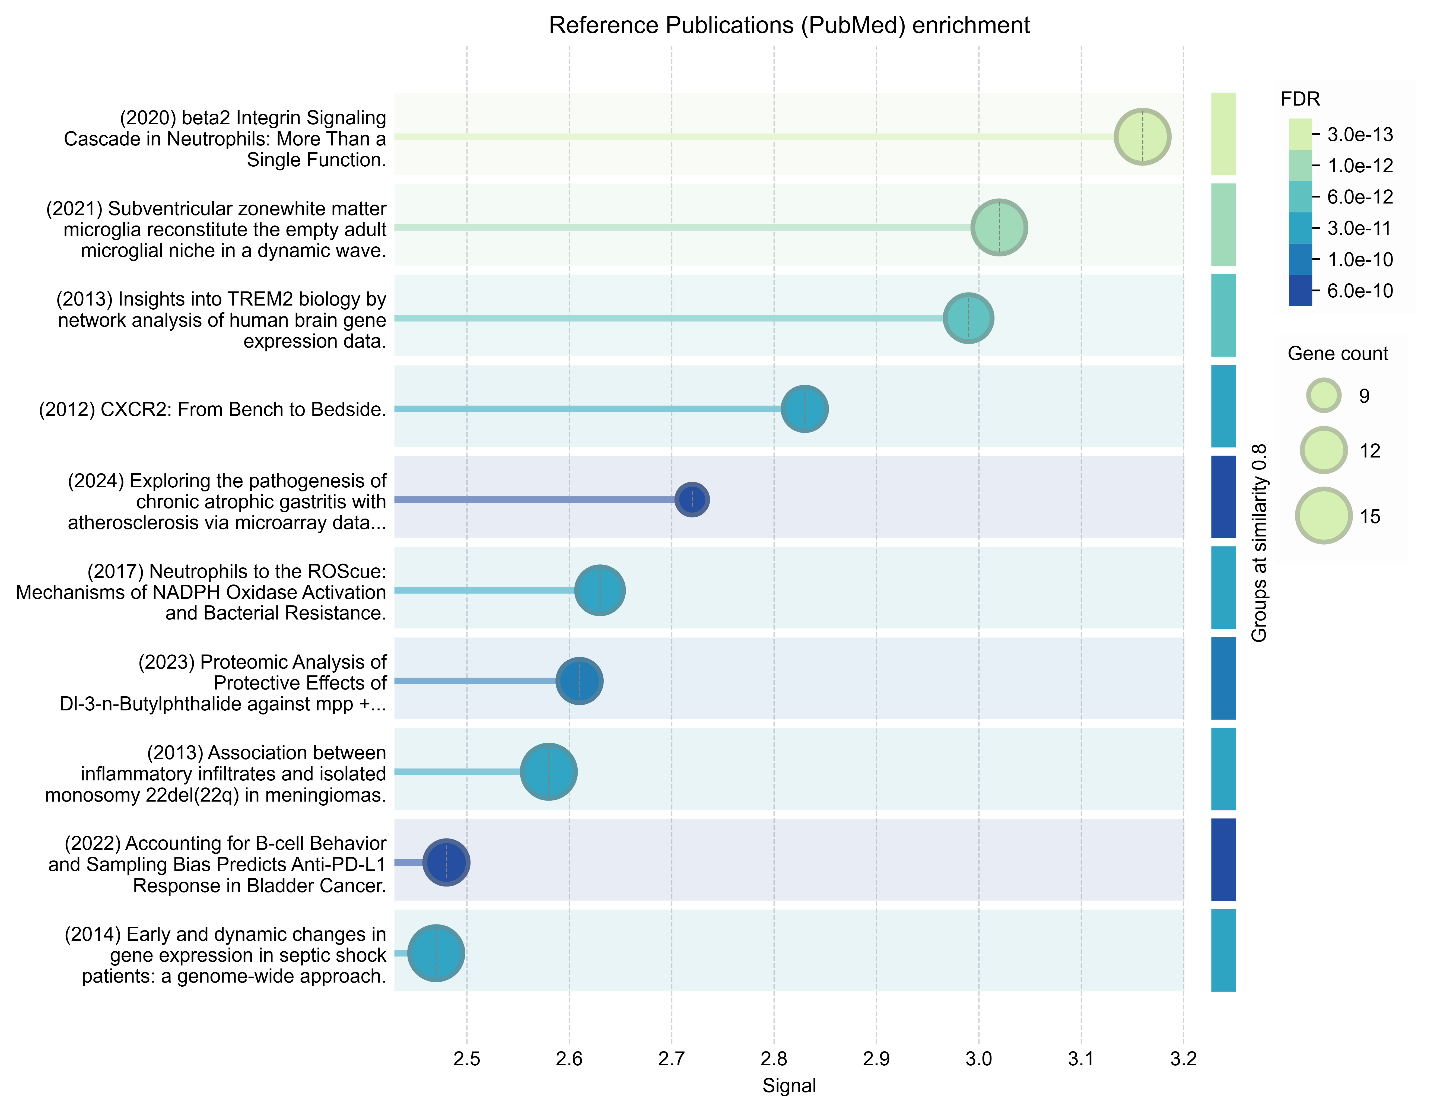 Reference Publications (PubMed) enrichment
(2020) beta2 Integrin Signaling
Cascade in Neutrophils: More Than a
Single Function.
(2021) Subventricular zonewhite matter
microglia reconstitute the empty adult
microglial niche in a dynamic wave.
(2013) Insights into TREM2 biology by
network analysis of human brain gene
expression data.
(2012) CXCR2: From Bench to Bedside.
(2024) Exploring the pathogenesis of
chronic atrophic gastritis with
atherosclerosis via microarray data...
(2017) Neutrophils to the ROScue:
Mechanisms of NADPH Oxidase Activation
and Bacterial Resistance.
(2023) Proteomic Analysis of
Protective Effects of
Dl-3-n-Butylphthalide against mpp +...
(2013) Association between
inflammatory infiltrates and isolated
monosomy 22del(22q) in meningiomas.
(2022) Accounting for B-cell Behavior
and Sampling Bias Predicts Anti-PD-L1
Response in Bladder Cancer.
(2014) Early and dynamic changes in
gene expression in septic shock
patients: a genome-wide approach.
2.5 2.6 2.7 2.8 2.9 3.0 3.1 3.2
Signal
Groups at similarity 0.8
FDR
3.0e-13
1.0e-12
6.0e-12
3.0e-11
1.0e-10
6.0e-10
Gene count
9
12
15